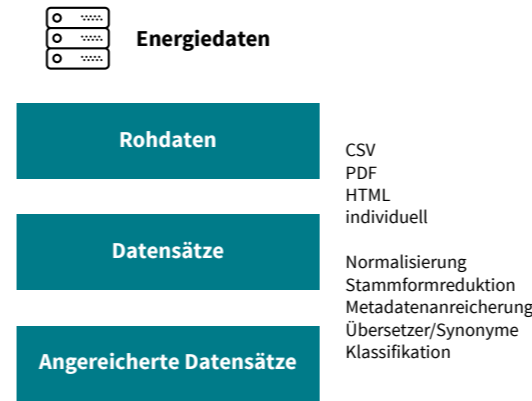 Energiedaten
Rohdaten
CSV
PDF
HTML
individuell
Datensätze
Normalisierung
Stammformreduktion
Metadatenanreicherung
Übersetzer/Synonyme
Klassifikation
Angereicherte Datensätze